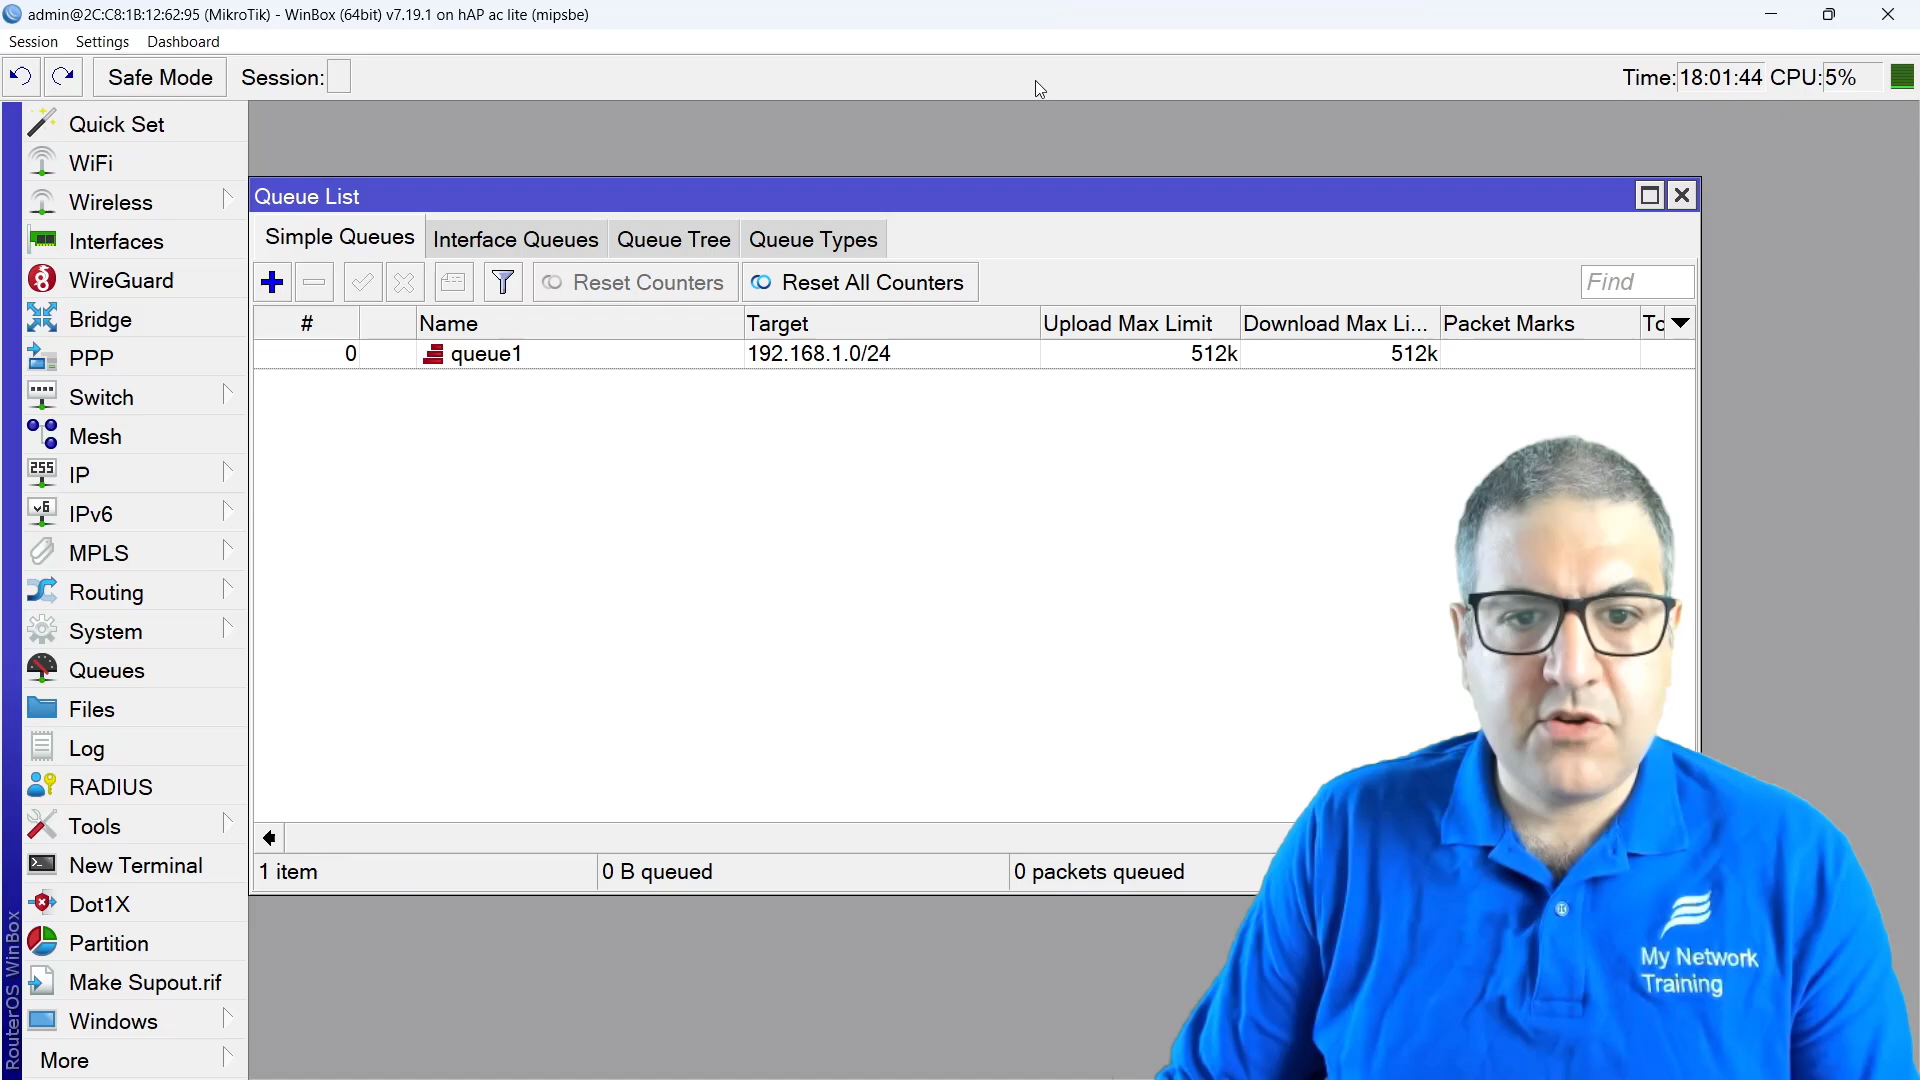 admin@2C:C8:1B:12:62:95 (MikroTik) - WinBox (64bit) v7.19.1 on hAP ac lite (mipsbe)
Session Settings Dashboard
Safe Mode Session: Time: 18:01:44 CPU: 5%
Quick Set
WiFi
Wireless
Interfaces
WireGuard
Bridge
PPP
Switch
Mesh
IP
IPv6
MPLS
Routing
System
Queues
Files
Log
RADIUS
Tools
New Terminal
Dot1X
Partition
Make Supout.rif
Windows
More
RouterOS WinBox
Queue List
Simple Queues Interface Queues Queue Tree Queue Types
Reset Counters Reset All Counters Find
# Name Target Upload Max Limit Download Max Li... Packet Marks
0 queue1 192.168.1.0/24 512k 512k
1 item 0 B queued 0 packets queued
My Network
Training